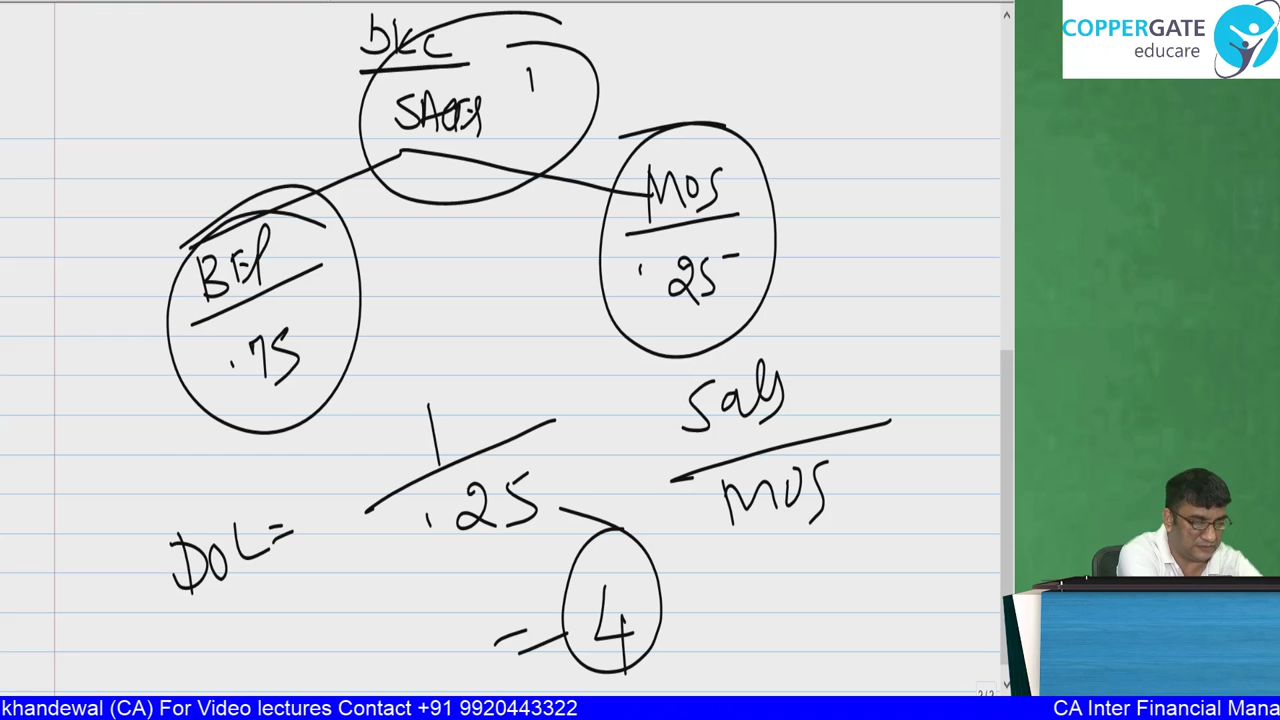 COPPERGATE
educare
SALES 1
MOS
.25
BEP
.75
Sales
MOS
1
.25
DOL=
= 4
khandewal (CA) For Video lectures Contact +91 9920443322
CA Inter Financial Mana